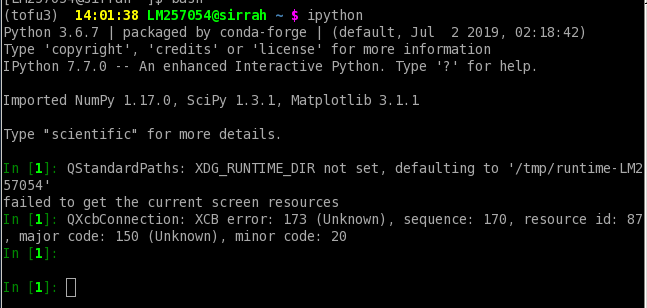 [LM257054@sirrah ~]$ bash
(tofu3)  14:01:38 LM257054@sirrah ~ $ ipython
Python 3.6.7 | packaged by conda-forge | (default, Jul  2 2019, 02:18:42)
Type 'copyright', 'credits' or 'license' for more information
IPython 7.7.0 -- An enhanced Interactive Python. Type '?' for help.

Imported NumPy 1.17.0, SciPy 1.3.1, Matplotlib 3.1.1

Type "scientific" for more details.

In [1]: QStandardPaths: XDG_RUNTIME_DIR not set, defaulting to '/tmp/runtime-LM2
57054'
failed to get the current screen resources
In [1]: QXcbConnection: XCB error: 173 (Unknown), sequence: 170, resource id: 87
, major code: 150 (Unknown), minor code: 20
In [1]:

In [1]: